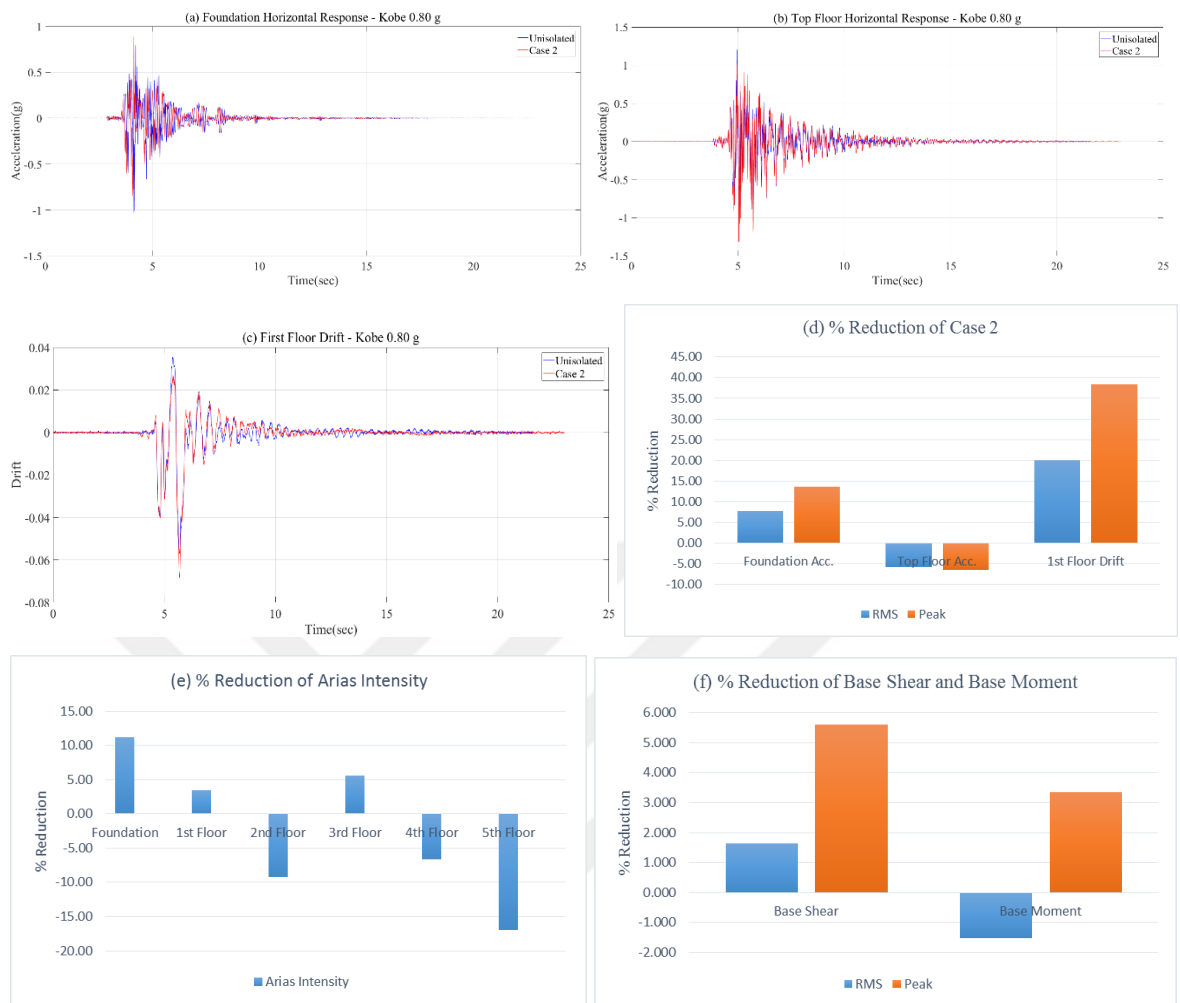 (a) Foundation Horizontal Response - Kobe 0.80 g
1
0.5
0
-0.5
-1
-1.5
Acceleration(g)
0 5 10 15 20 25
Time(sec)
Unisolated
Case 2
(b) Top Floor Horizontal Response - Kobe 0.80 g
1.5
1
0.5
0
-0.5
-1
-1.5
Acceleration(g)
0 5 10 15 20 25
Time(sec)
Unisolated
Case 2
(c) First Floor Drift - Kobe 0.80 g
0.04
0.02
0
-0.02
-0.04
-0.06
-0.08
Drift
0 5 10 15 20 25
Time(sec)
Unisolated
Case 2
(d) % Reduction of Case 2
45.00
40.00
35.00
30.00
25.00
20.00
15.00
10.00
5.00
0.00
-5.00
-10.00
% Reduction
Foundation Acc. Top Floor Acc. 1st Floor Drift
RMS Peak
(e) % Reduction of Arias Intensity
15.00
10.00
5.00
0.00
-5.00
-10.00
-15.00
-20.00
% Reduction
Foundation 1st Floor 2nd Floor 3rd Floor 4th Floor 5th Floor
Arias Intensity
(f) % Reduction of Base Shear and Base Moment
6.000
5.000
4.000
3.000
2.000
1.000
0.000
-1.000
-2.000
% Reduction
Base Shear Base Moment
RMS Peak